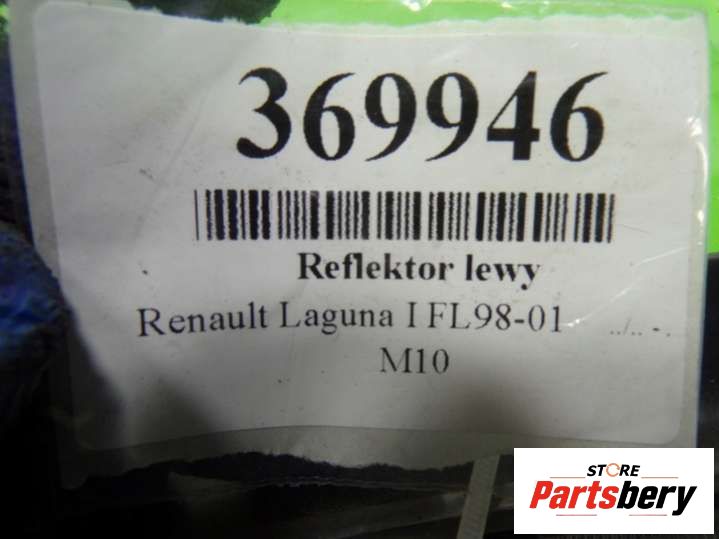 369946
Reflektor lewy
Renault Laguna I FL98-01 ../.. - .
M10
STORE
Partsbery